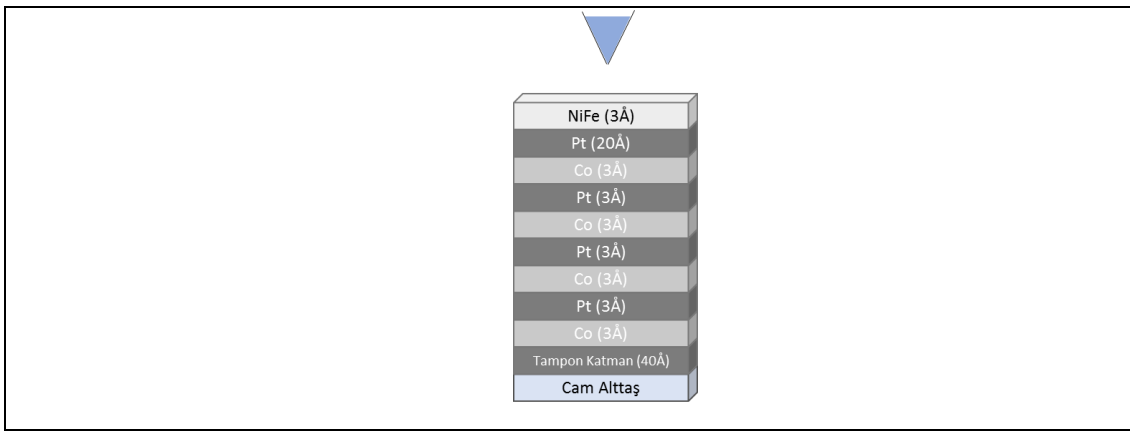 NiFe (3Å)
Pt (20Å)
Co (3Å)
Pt (3Å)
Co (3Å)
Pt (3Å)
Co (3Å)
Pt (3Å)
Co (3Å)
Tampon Katman (40Å)
Cam Alttaş